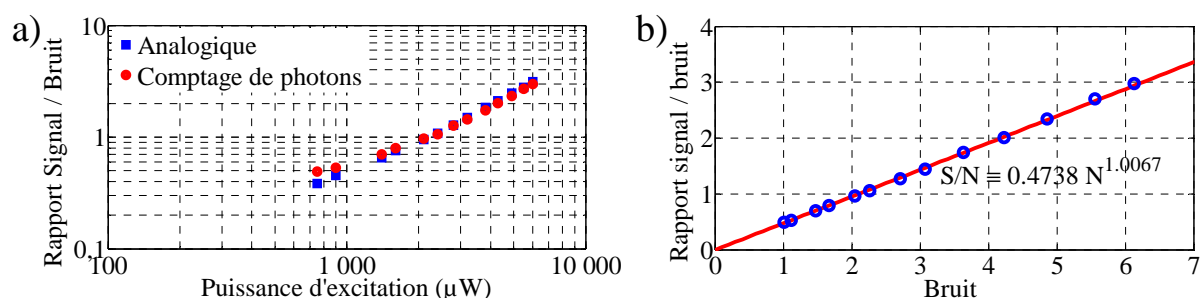 a)
Rapport Signal / Bruit
10
1
0.1
Analogique
Comptage de photons
100
1 000
10 000
Puissance d'excitation (µW)
b)
Rapport signal / bruit
4
3
2
1
0
S/N = 0.4738 N^1.0067
0 1 2 3 4 5 6 7
Bruit